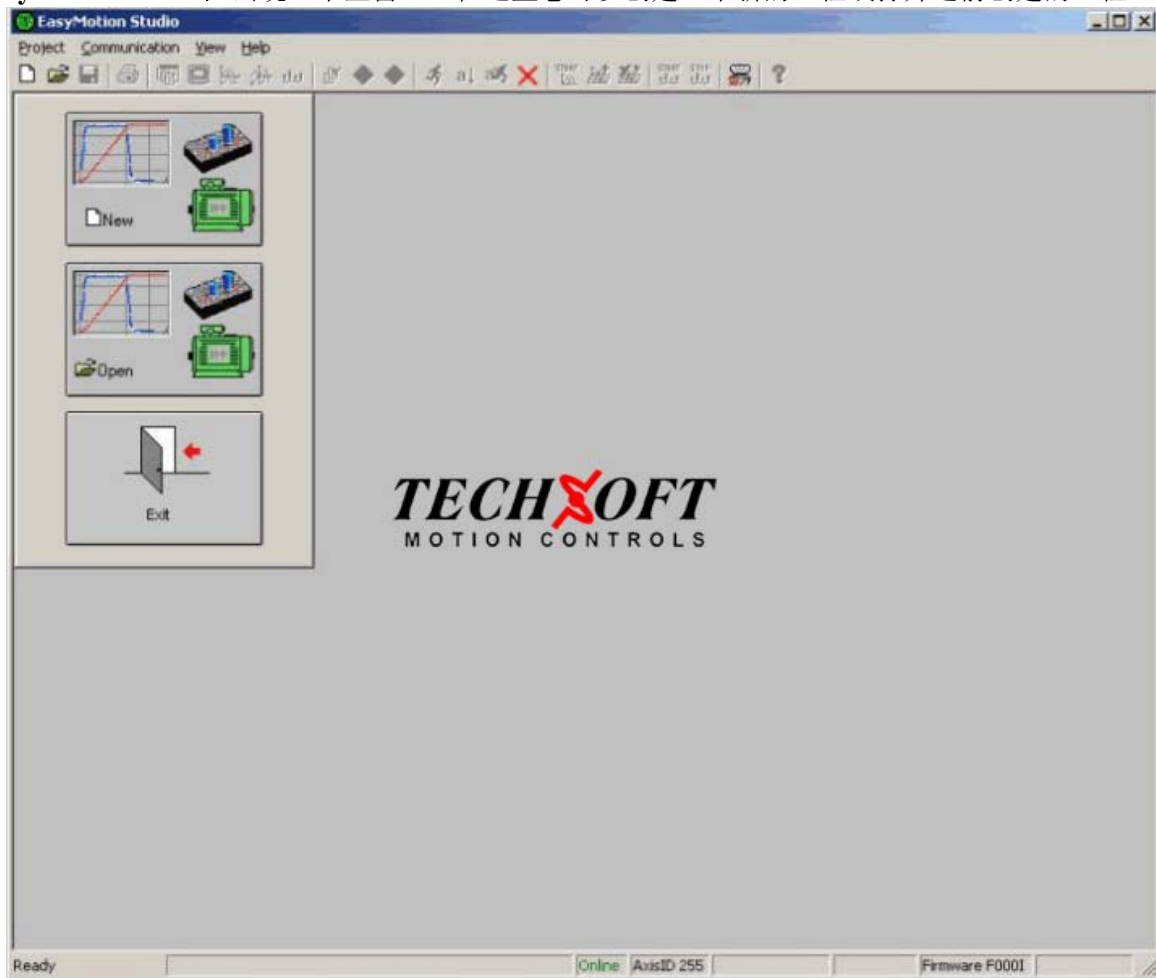 EasyMotion Studio
Project Communication View Help
New
Open
Exit
TECHSOFT
MOTION CONTROLS
Ready
Online AxisID 255 Firmware F000I